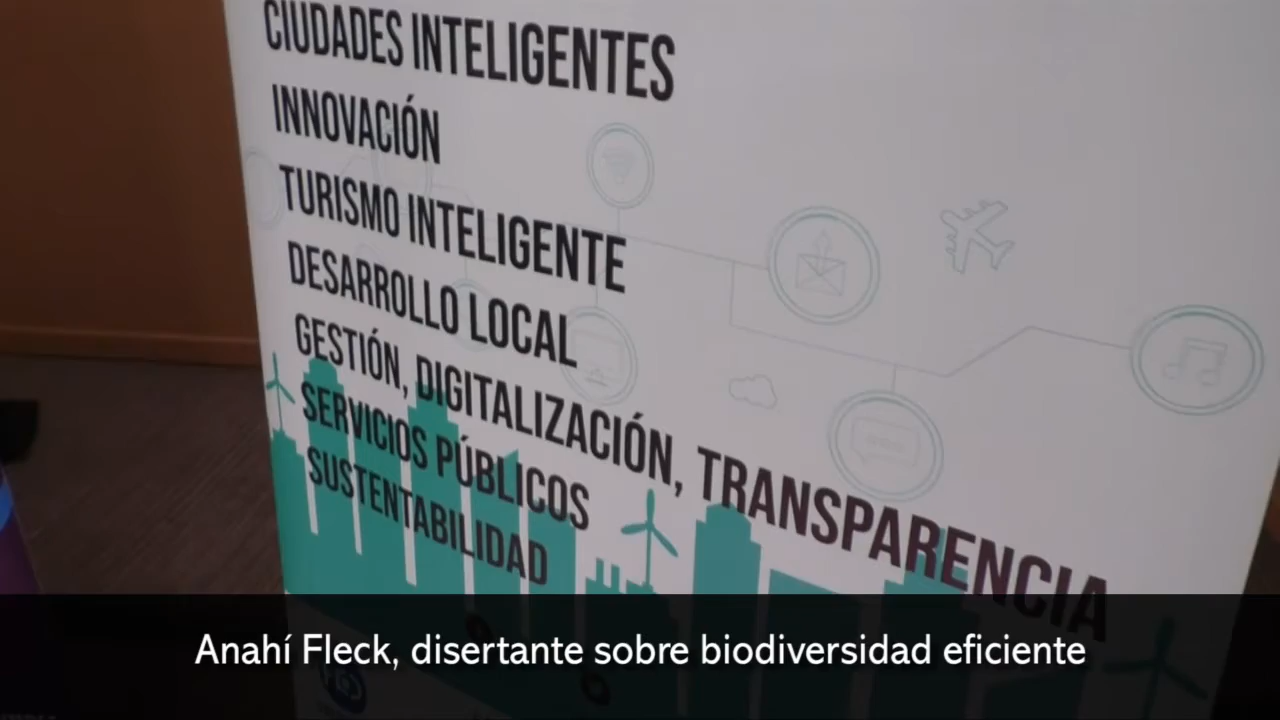 CIUDADES INTELIGENTES
INNOVACIÓN
TURISMO INTELIGENTE
DESARROLLO LOCAL
GESTIÓN, DIGITALIZACIÓN, TRANSPARENCIA
SERVICIOS PÚBLICOS
SUSTENTABILIDAD
Anahí Fleck, disertante sobre biodiversidad eficiente